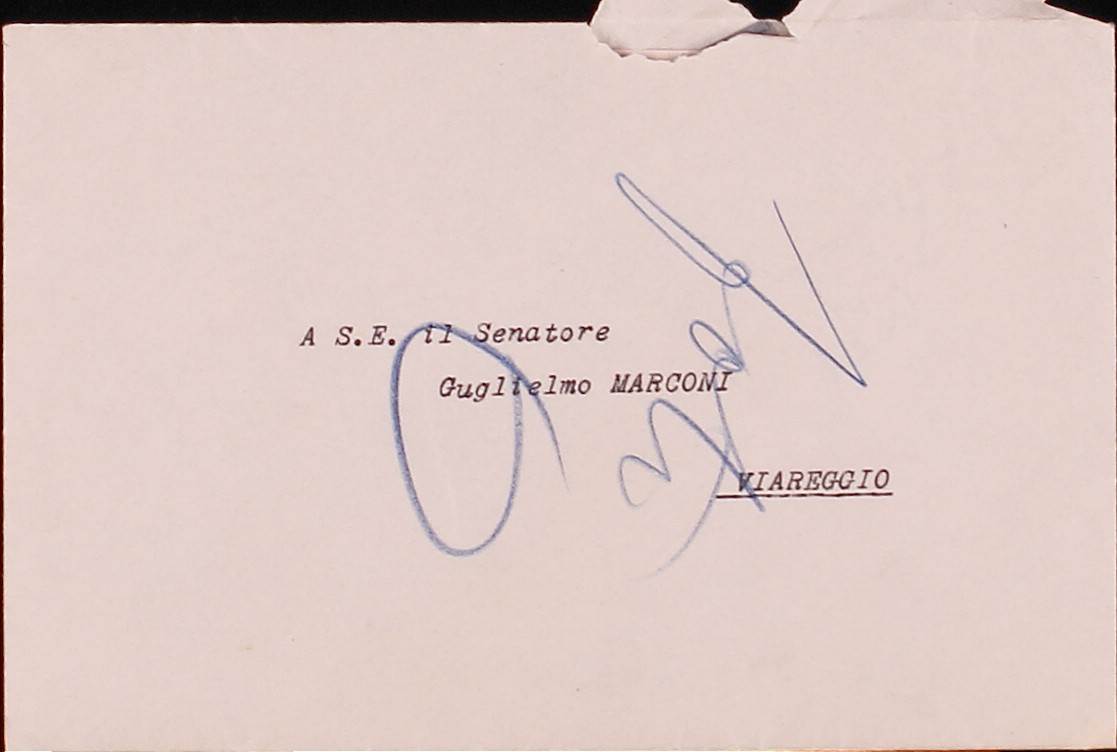 A S.E. il Senatore
Guglielmo MARCONI
VIAREGGIO